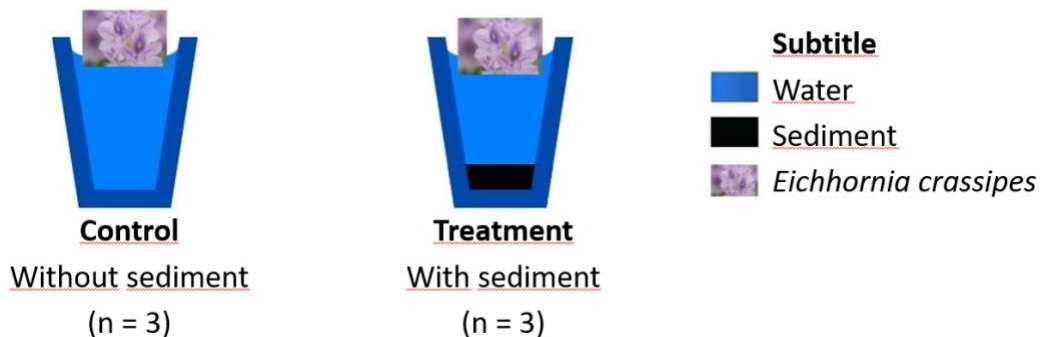 Subtitle
Water
Sediment
Eichhornia crassipes
Control
Without sediment
(n = 3)
Treatment
With sediment
(n = 3)